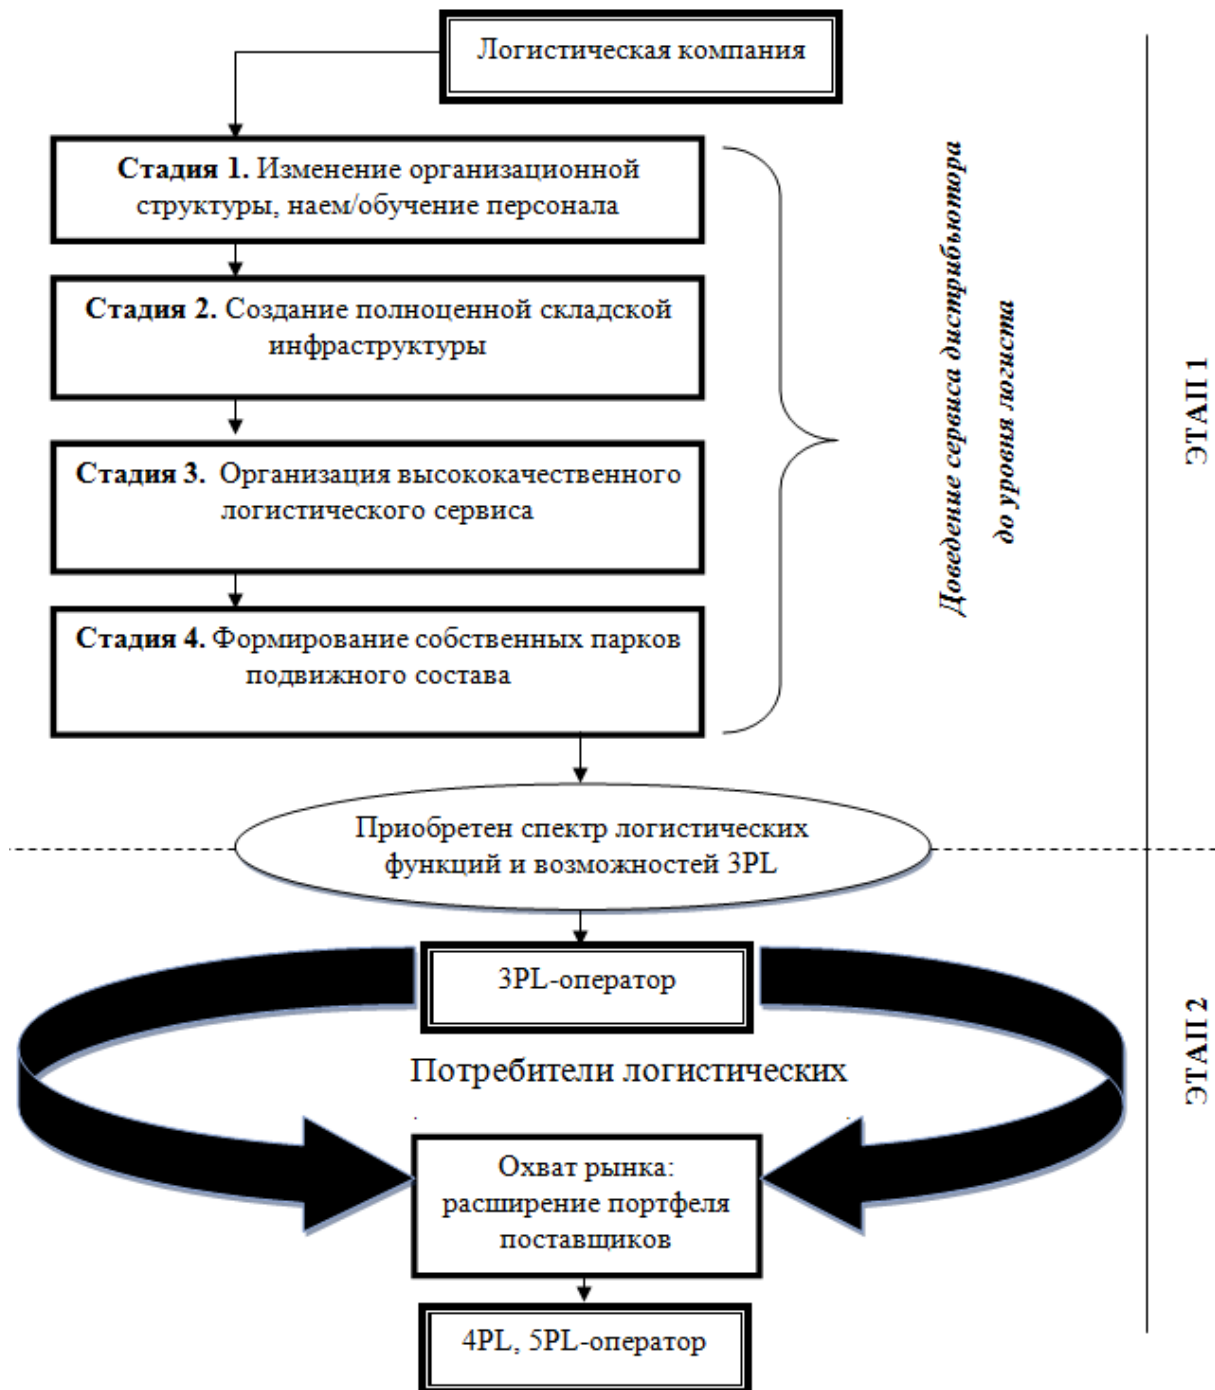 Логистическая компания
Стадия 1. Изменение организационной
структуры, наем/обучение персонала
Стадия 2. Создание полноценной складской
инфраструктуры
Стадия 3. Организация высококачественного
логистического сервиса
Стадия 4. Формирование собственных парков
подвижного состава
Доведение сервиса дистрибьютора
до уровня логиста
ЭТАП 1
Приобретен спектр логистических
функций и возможностей 3PL
3PL-оператор
Потребители логистических
Охват рынка:
расширение портфеля
поставщиков
4PL, 5PL-оператор
ЭТАП 2